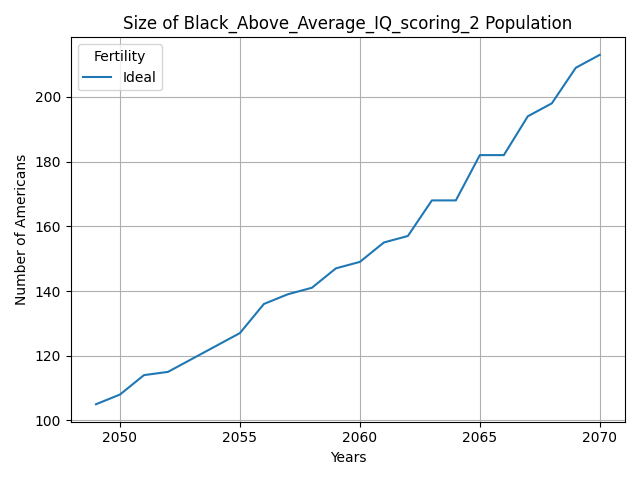 Size of Black_Above_Average_IQ_scoring_2 Population
Fertility
Ideal
Number of Americans
200
180
160
140
120
100
2050 2055 2060 2065 2070
Years